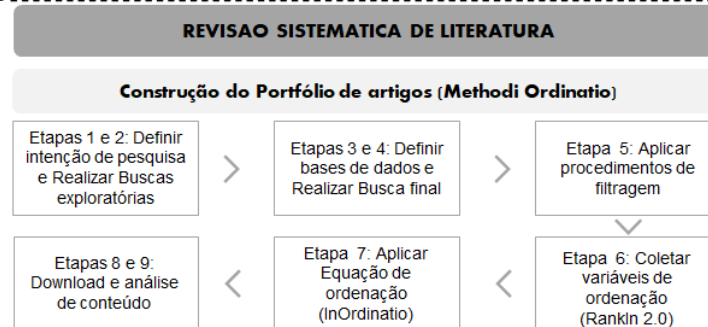 REVISAO SISTEMATICA DE LITERATURA
Construção do Portfólio de artigos (Methodi Ordinatio)
Etapas 1 e 2: Definir
intenção de pesquisa
e Realizar Buscas
exploratórias
Etapas 3 e 4: Definir
bases de dados e
Realizar Busca final
Etapa 5: Aplicar
procedimentos de
filtragem
Etapa 6: Coletar
variáveis de
ordenação
(RankIn 2.0)
Etapa 7: Aplicar
Equação de
ordenação
(InOrdinatio)
Etapas 8 e 9:
Download e análise
de conteúdo